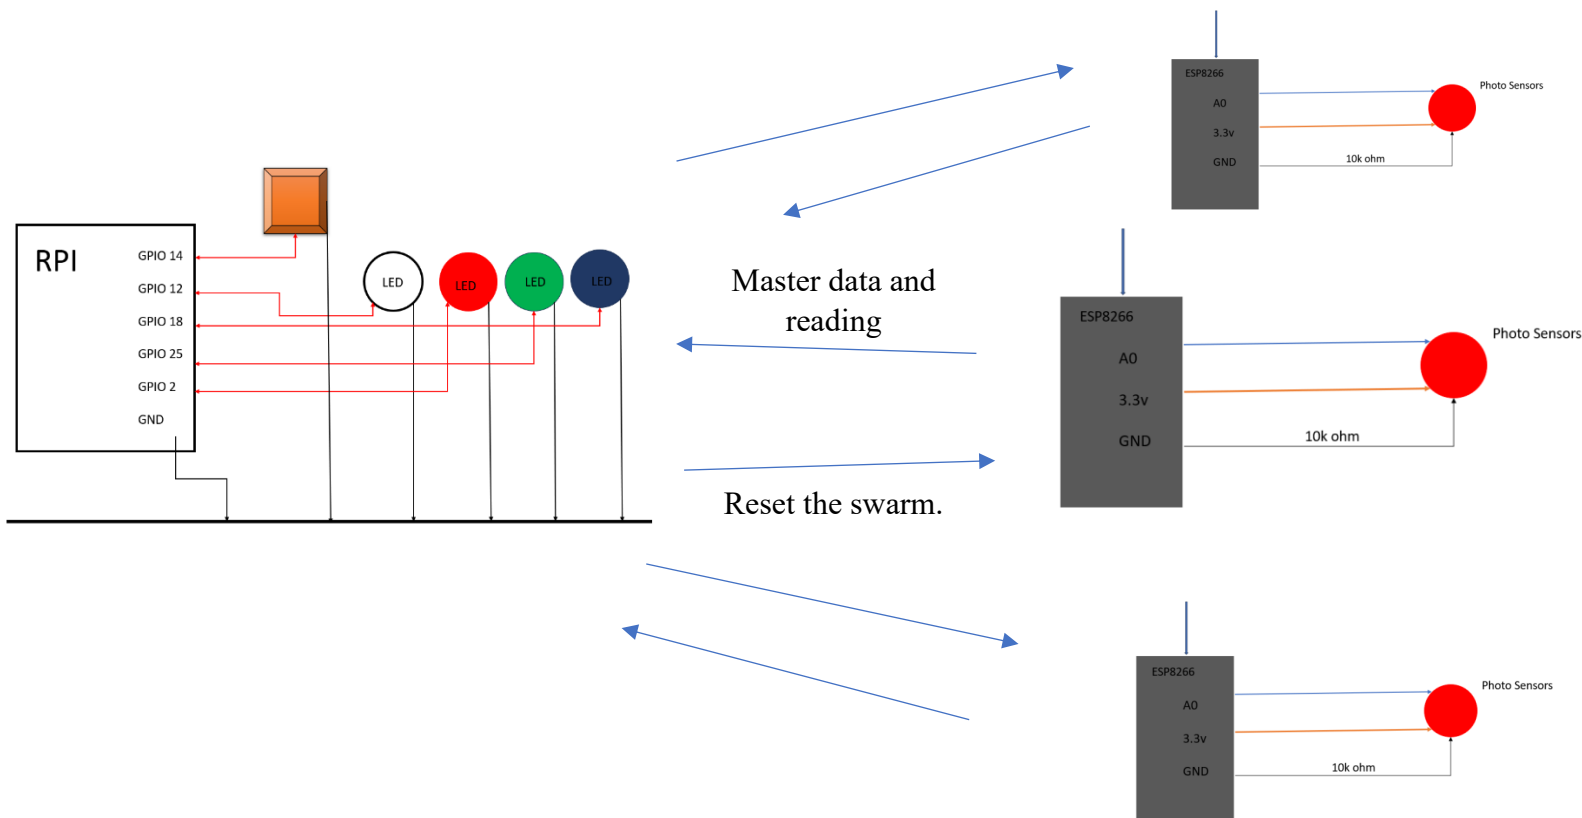 RPI
GPIO 14
GPIO 12
GPIO 18
GPIO 25
GPIO 2
GND
LED
LED
LED
LED
Master data and
reading
Reset the swarm.
ESP8266
A0
3.3v
GND
10k ohm
Photo Sensors
ESP8266
A0
3.3v
GND
10k ohm
Photo Sensors
ESP8266
A0
3.3v
GND
10k ohm
Photo Sensors